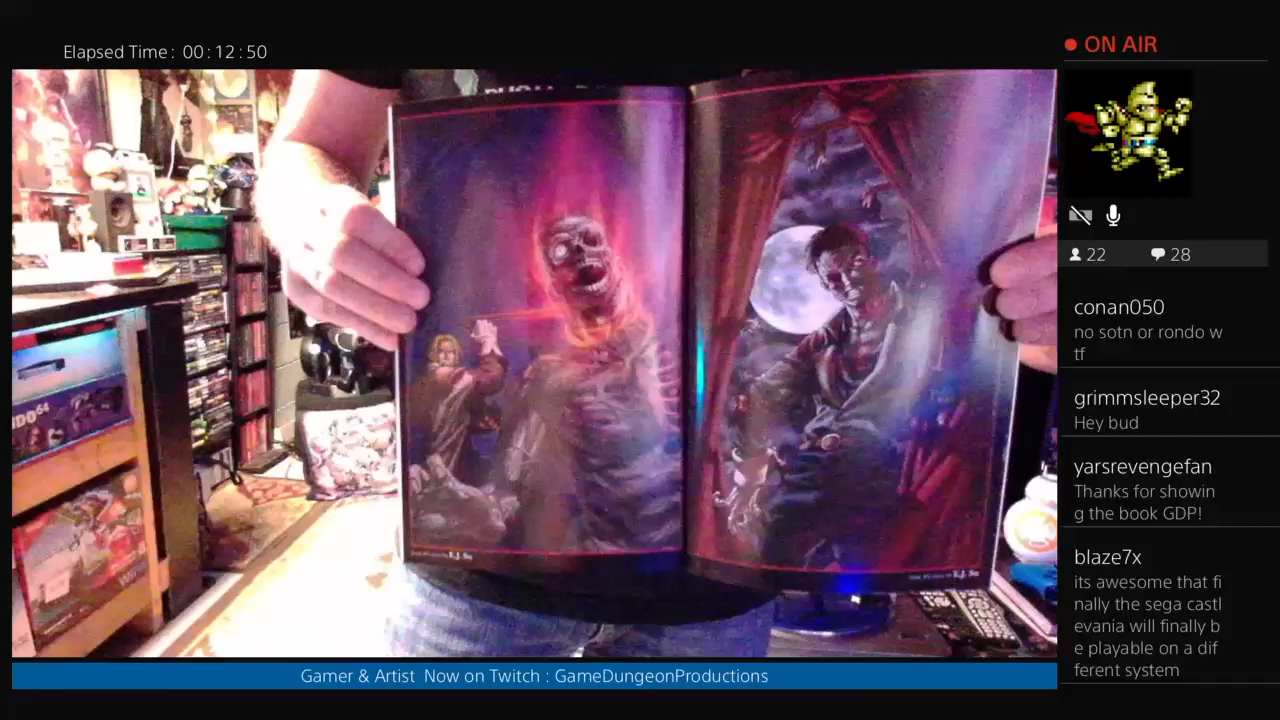 Elapsed Time: 00:12:50
ON AIR
22
28
conan050
no sotn or rondo w
tf
grimmsleeper32
Hey bud
yarsrevengefan
Thanks for showin
g the book GDP!
blaze7x
its awesome that fi
nally the sega castl
evania will finally b
e playable on a dif
ferent system
E.J. Su
E.J. Su
Gamer & Artist Now on Twitch : GameDungeonProductions